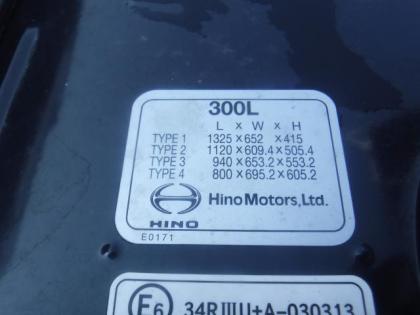 300L
L x W x H
TYPE 1 1325 x 652 x 415
TYPE 2 1120 x 609.4 x 505.4
TYPE 3 940 x 653.2 x 553.2
TYPE 4 800 x 695.2 x 605.2
HINO Hino Motors, Ltd.
E0171
E6 34RIIIU+A-030313